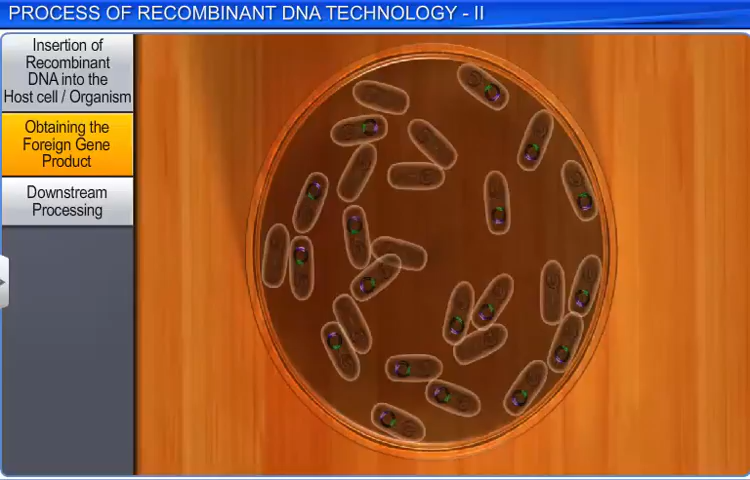 PROCESS OF RECOMBINANT DNA TECHNOLOGY - II
Insertion of
Recombinant
DNA into the
Host cell / Organism
Obtaining the
Foreign Gene
Product
Downstream
Processing